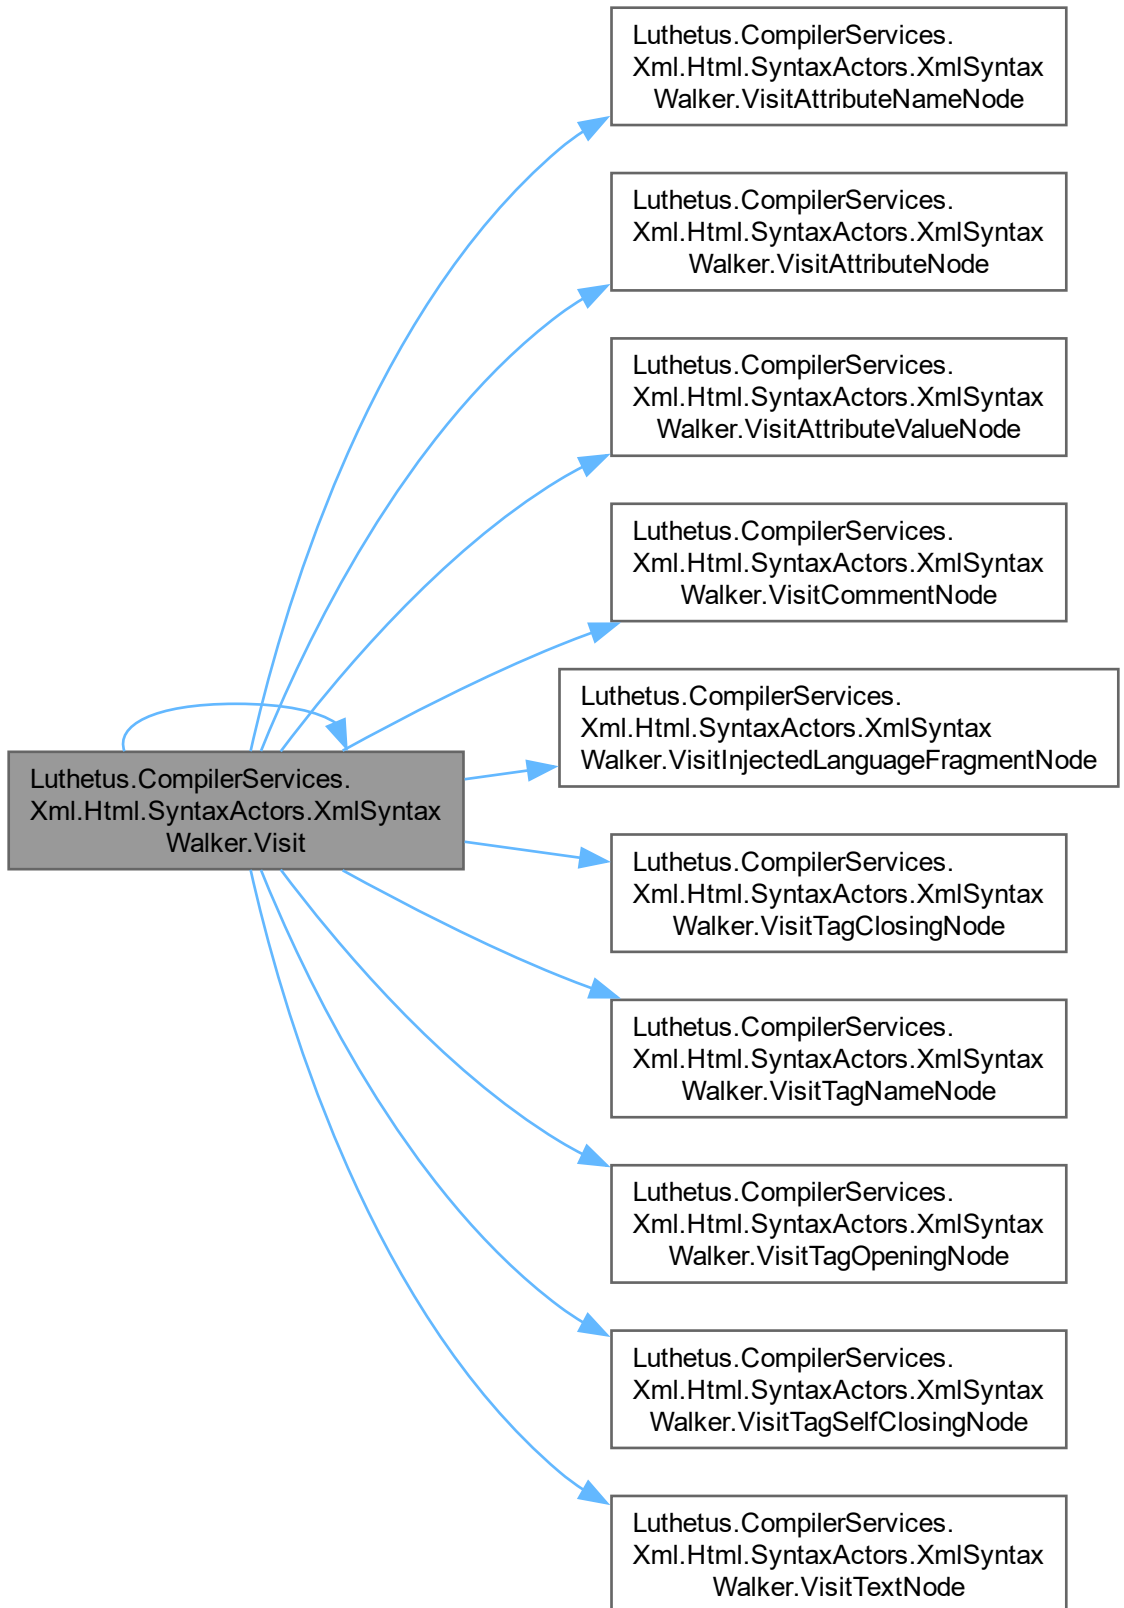 Luthetus.CompilerServices.
Xml.Html.SyntaxActors.XmlSyntax
Walker.VisitAttributeNameNode
Luthetus.CompilerServices.
Xml.Html.SyntaxActors.XmlSyntax
Walker.VisitAttributeNode
Luthetus.CompilerServices.
Xml.Html.SyntaxActors.XmlSyntax
Walker.VisitAttributeValueNode
Luthetus.CompilerServices.
Xml.Html.SyntaxActors.XmlSyntax
Walker.VisitCommentNode
Luthetus.CompilerServices.
Xml.Html.SyntaxActors.XmlSyntax
Walker.VisitInjectedLanguageFragmentNode
Luthetus.CompilerServices.
Xml.Html.SyntaxActors.XmlSyntax
Walker.Visit
Luthetus.CompilerServices.
Xml.Html.SyntaxActors.XmlSyntax
Walker.VisitTagClosingNode
Luthetus.CompilerServices.
Xml.Html.SyntaxActors.XmlSyntax
Walker.VisitTagNameNode
Luthetus.CompilerServices.
Xml.Html.SyntaxActors.XmlSyntax
Walker.VisitTagOpeningNode
Luthetus.CompilerServices.
Xml.Html.SyntaxActors.XmlSyntax
Walker.VisitTagSelfClosingNode
Luthetus.CompilerServices.
Xml.Html.SyntaxActors.XmlSyntax
Walker.VisitTextNode